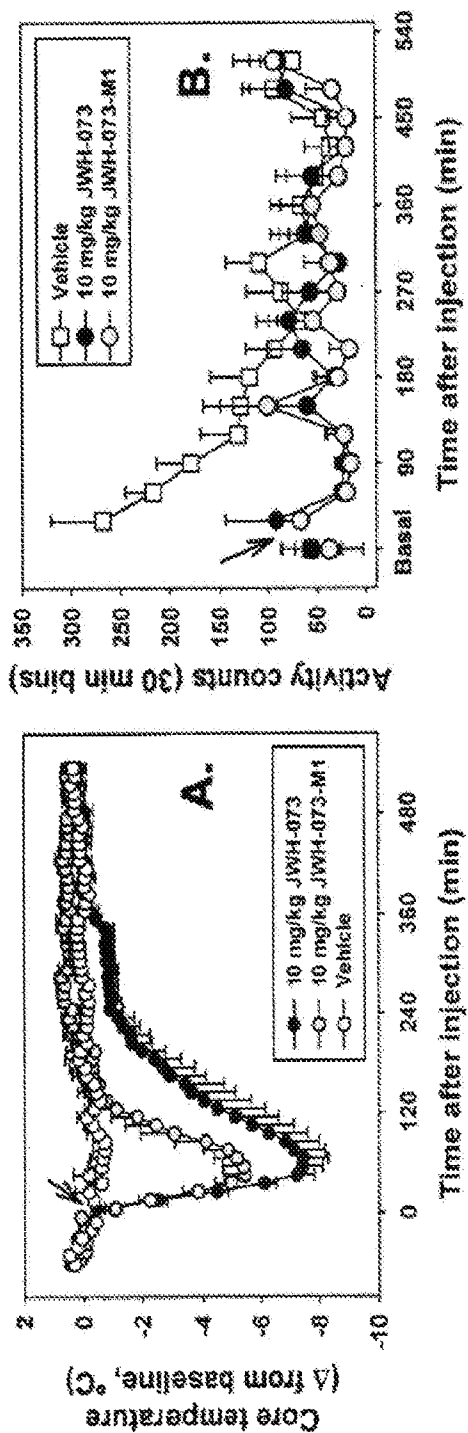 A.
Core temperature
(Δ from baseline, °C)
2
0
-2
-4
-6
-8
-10
0
120
240
360
480
Time after injection (min)
10 mg/kg JWH-073
10 mg/kg JWH-073-M1
Vehicle
B.
Activity counts (30 min bins)
350
300
250
200
150
100
50
0
Basal
90
180
270
360
450
540
Time after injection (min)
Vehicle
10 mg/kg JWH-073
10 mg/kg JWH-073-M1